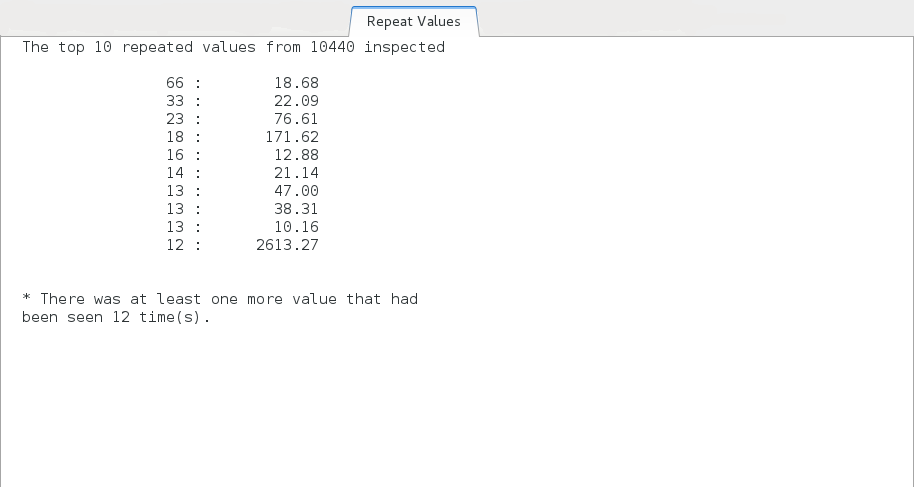 Repeat Values
The top 10 repeated values from 10440 inspected
66 : 18.68
33 : 22.09
23 : 76.61
18 : 171.62
16 : 12.88
14 : 21.14
13 : 47.00
13 : 38.31
13 : 10.16
12 : 2613.27
* There was at least one more value that had
been seen 12 time(s).